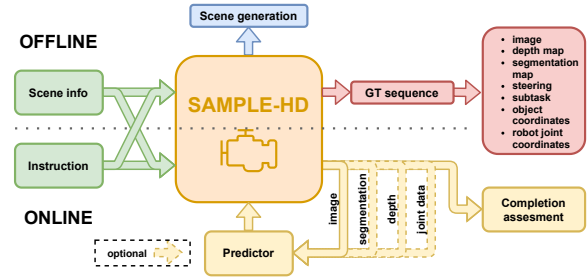 Scene generation
OFFLINE
Scene info
SAMPLE-HD
GT sequence
• image
• depth map
• segmentation
map
• steering
• subtask
• object
coordinates
• robot joint
coordinates
Instruction
ONLINE
image
segmentation
depth
joint data
Completion
assesment
optional
Predictor